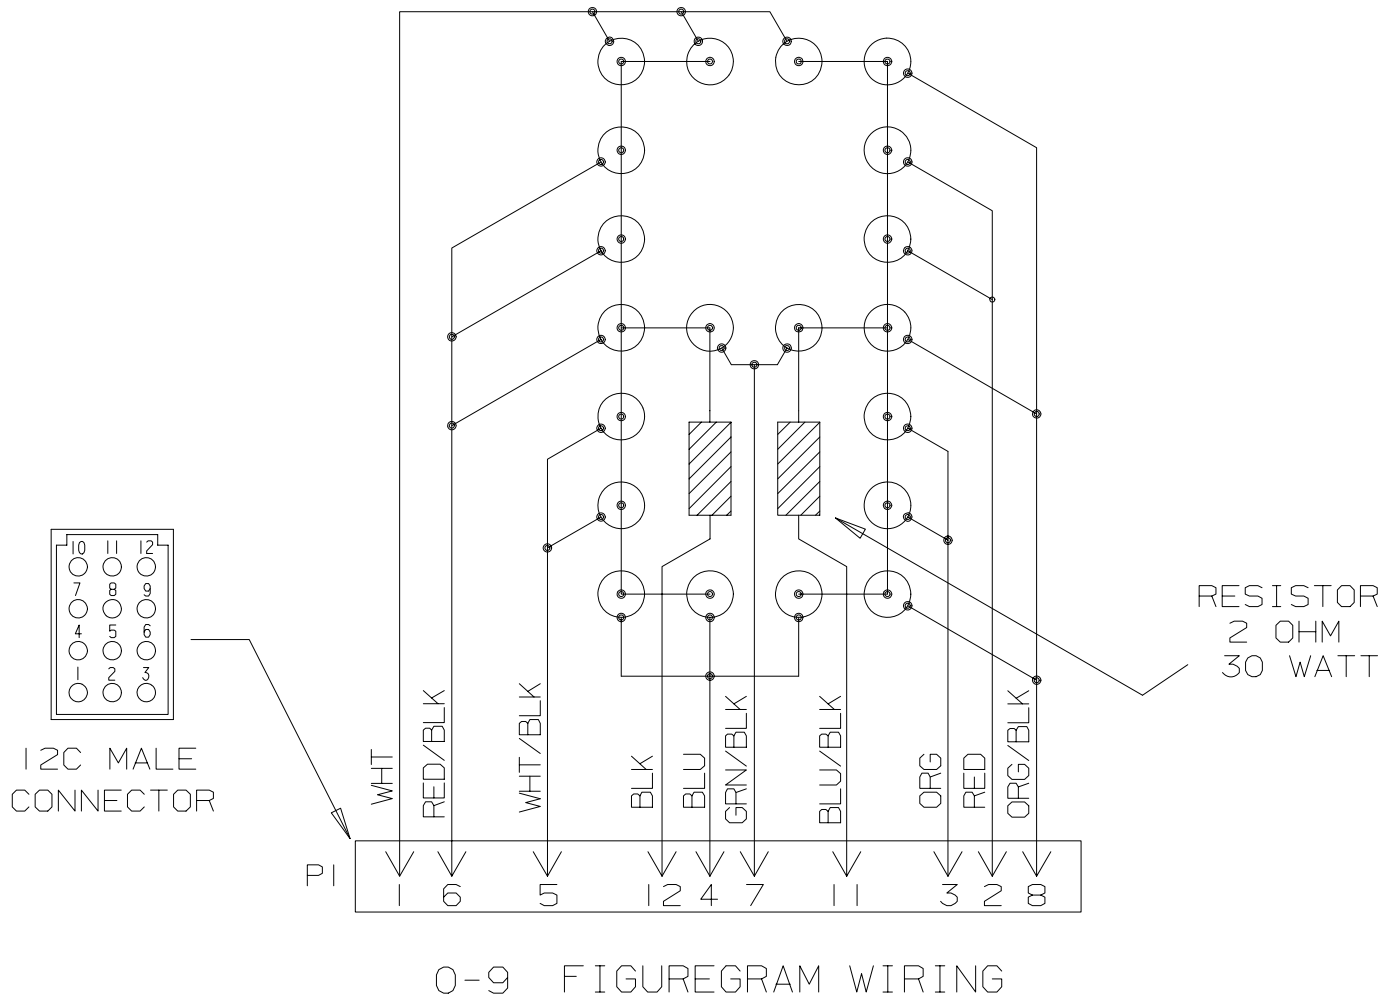 10 11 12
7 8 9
4 5 6
1 2 3
12C MALE
CONNECTOR
RESISTOR
2 OHM
30 WATT
WHT
RED/BLK
WHT/BLK
BLK
BLU
GRN/BLK
BLU/BLK
ORG
RED
ORG/BLK
P1
1 6 5 12 4 7 11 3 2 8
0-9 FIGUREGRAM WIRING